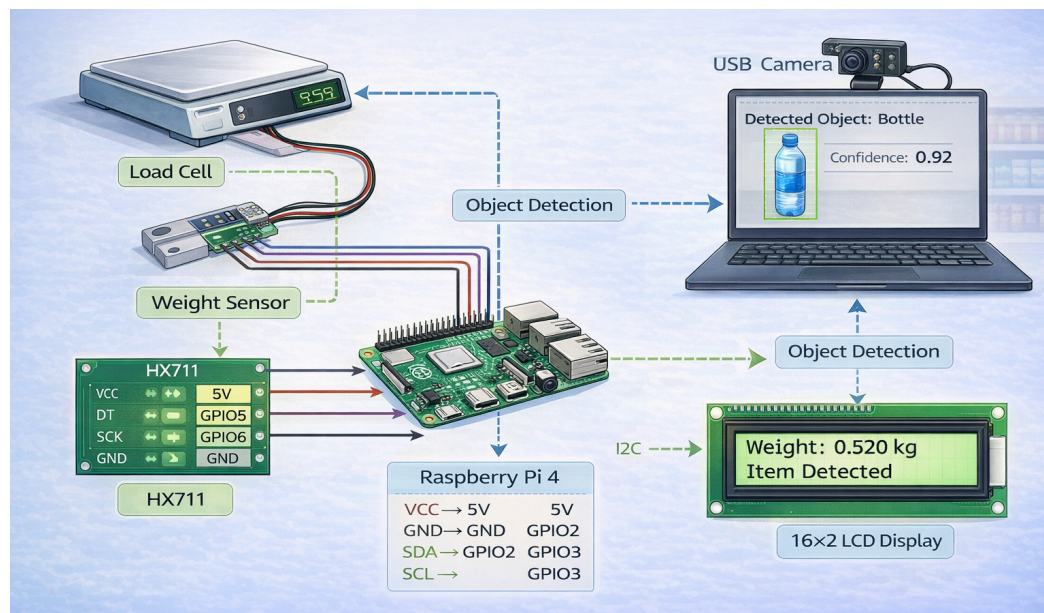 USB Camera
9.59
Detected Object: Bottle
Confidence: 0.92
Load Cell
Object Detection
Weight Sensor
HX711
VCC 5V
DT GPIO5
SCK GPIO6
GND GND
HX711
Object Detection
Raspberry Pi 4
VCC → 5V 5V
GND → GND GPIO2
SDA → GPIO2 GPIO3
SCL → GPIO3
I2C
Weight: 0.520 kg
Item Detected
16×2 LCD Display